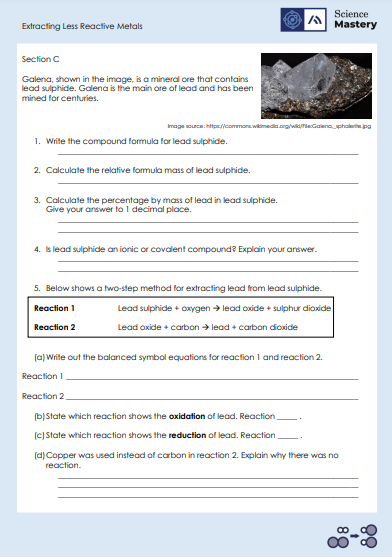 Extracting Less Reactive Metals
Science
Mastery
Section C
Galena, shown in the image, is a mineral ore that contains
lead sulphide. Galena is the main ore of lead and has been
mined for centuries.
Image source: https://commons.wikimedia.org/wiki/File:Galena,_sphalerite.jpg
1. Write the compound formula for lead sulphide.
2. Calculate the relative formula mass of lead sulphide.
3. Calculate the percentage by mass of lead in lead sulphide.
Give your answer to 1 decimal place.
4. Is lead sulphide an ionic or covalent compound? Explain your answer.
5. Below shows a two-step method for extracting lead from lead sulphide.
Reaction 1 Lead sulphide + oxygen → lead oxide + sulphur dioxide
Reaction 2 Lead oxide + carbon → lead + carbon dioxide
(a) Write out the balanced symbol equations for reaction 1 and reaction 2.
Reaction 1
Reaction 2
(b) State which reaction shows the oxidation of lead. Reaction _____ .
(c) State which reaction shows the reduction of lead. Reaction _____ .
(d) Copper was used instead of carbon in reaction 2. Explain why there was no
reaction.